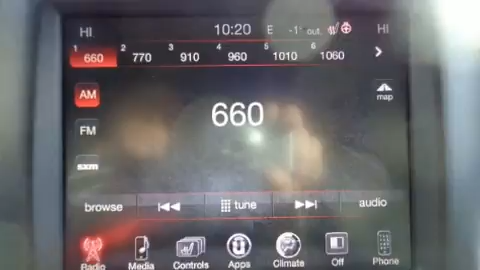 HI 10:20 E -1° out. HI
1 660 2 770 3 910 4 960 5 1010 6 1060
AM
660
map
FM
sxm
browse tune audio
Radio Media Controls Apps Climate Off Phone